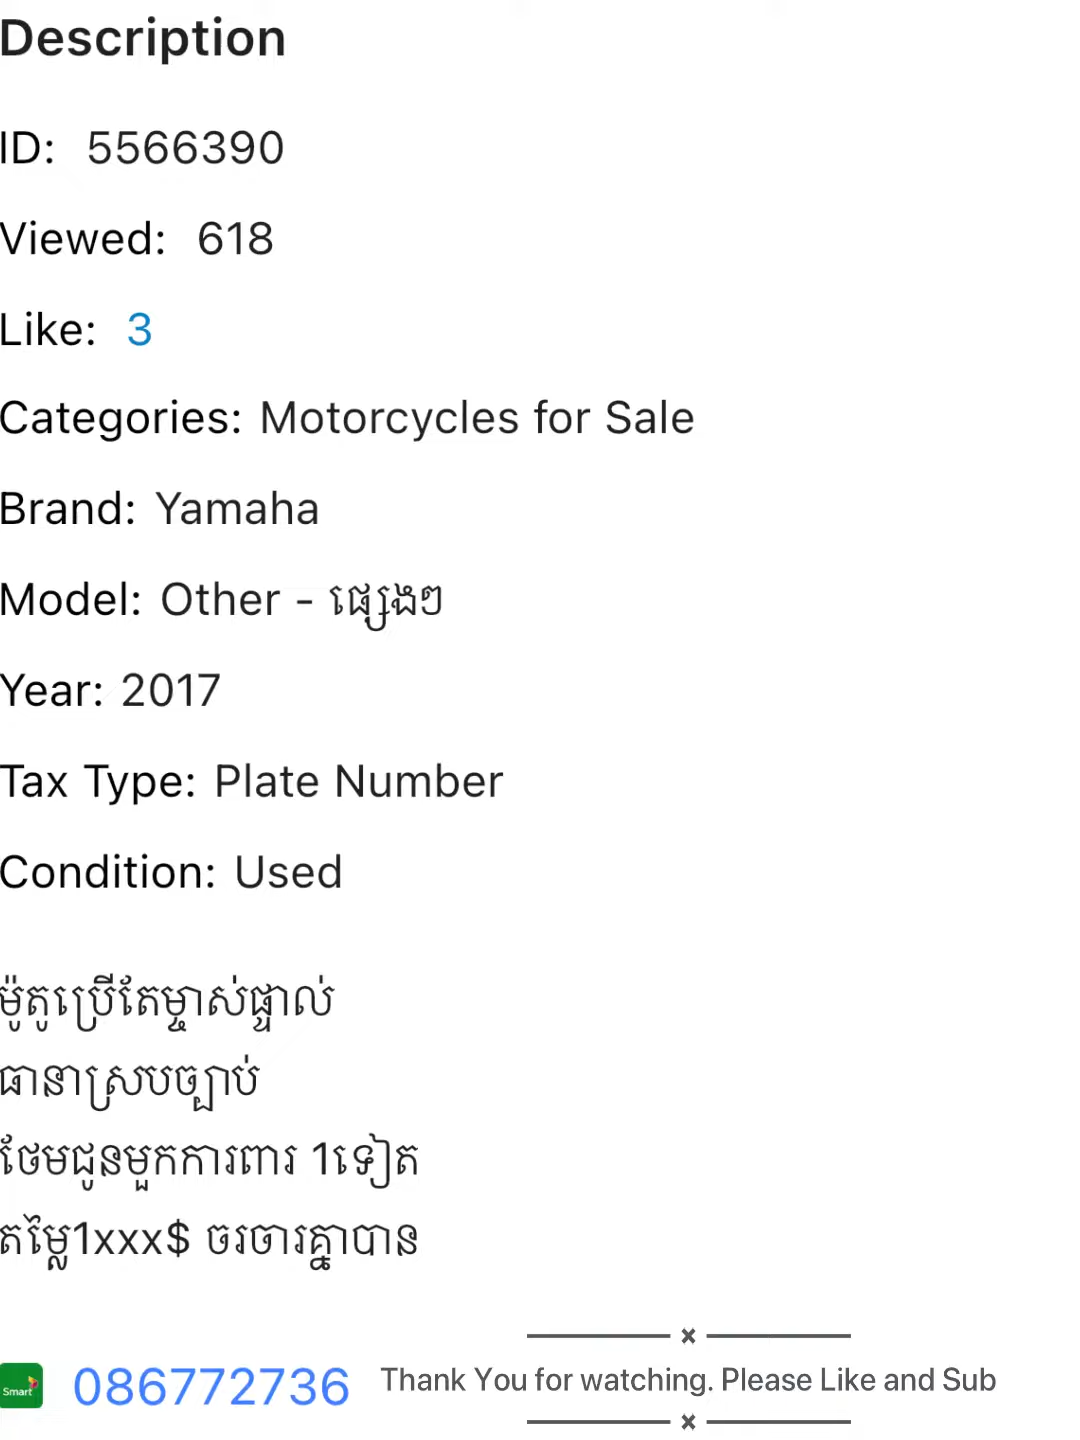 Description
ID: 5566390
Viewed: 618
Like: 3
Categories: Motorcycles for Sale
Brand: Yamaha
Model: Other - ផ្សេងៗ
Year: 2017
Tax Type: Plate Number
Condition: Used
ម៉ូតូប្រើតែម្ចាស់ផ្ទាល់
ធានាស្របច្បាប់
ថែមជូនមួកការពារ 1ទៀត
តម្លៃ1xxx$ ចរចារគ្នាបាន
Smart 086772736
Thank You for watching. Please Like and Sub